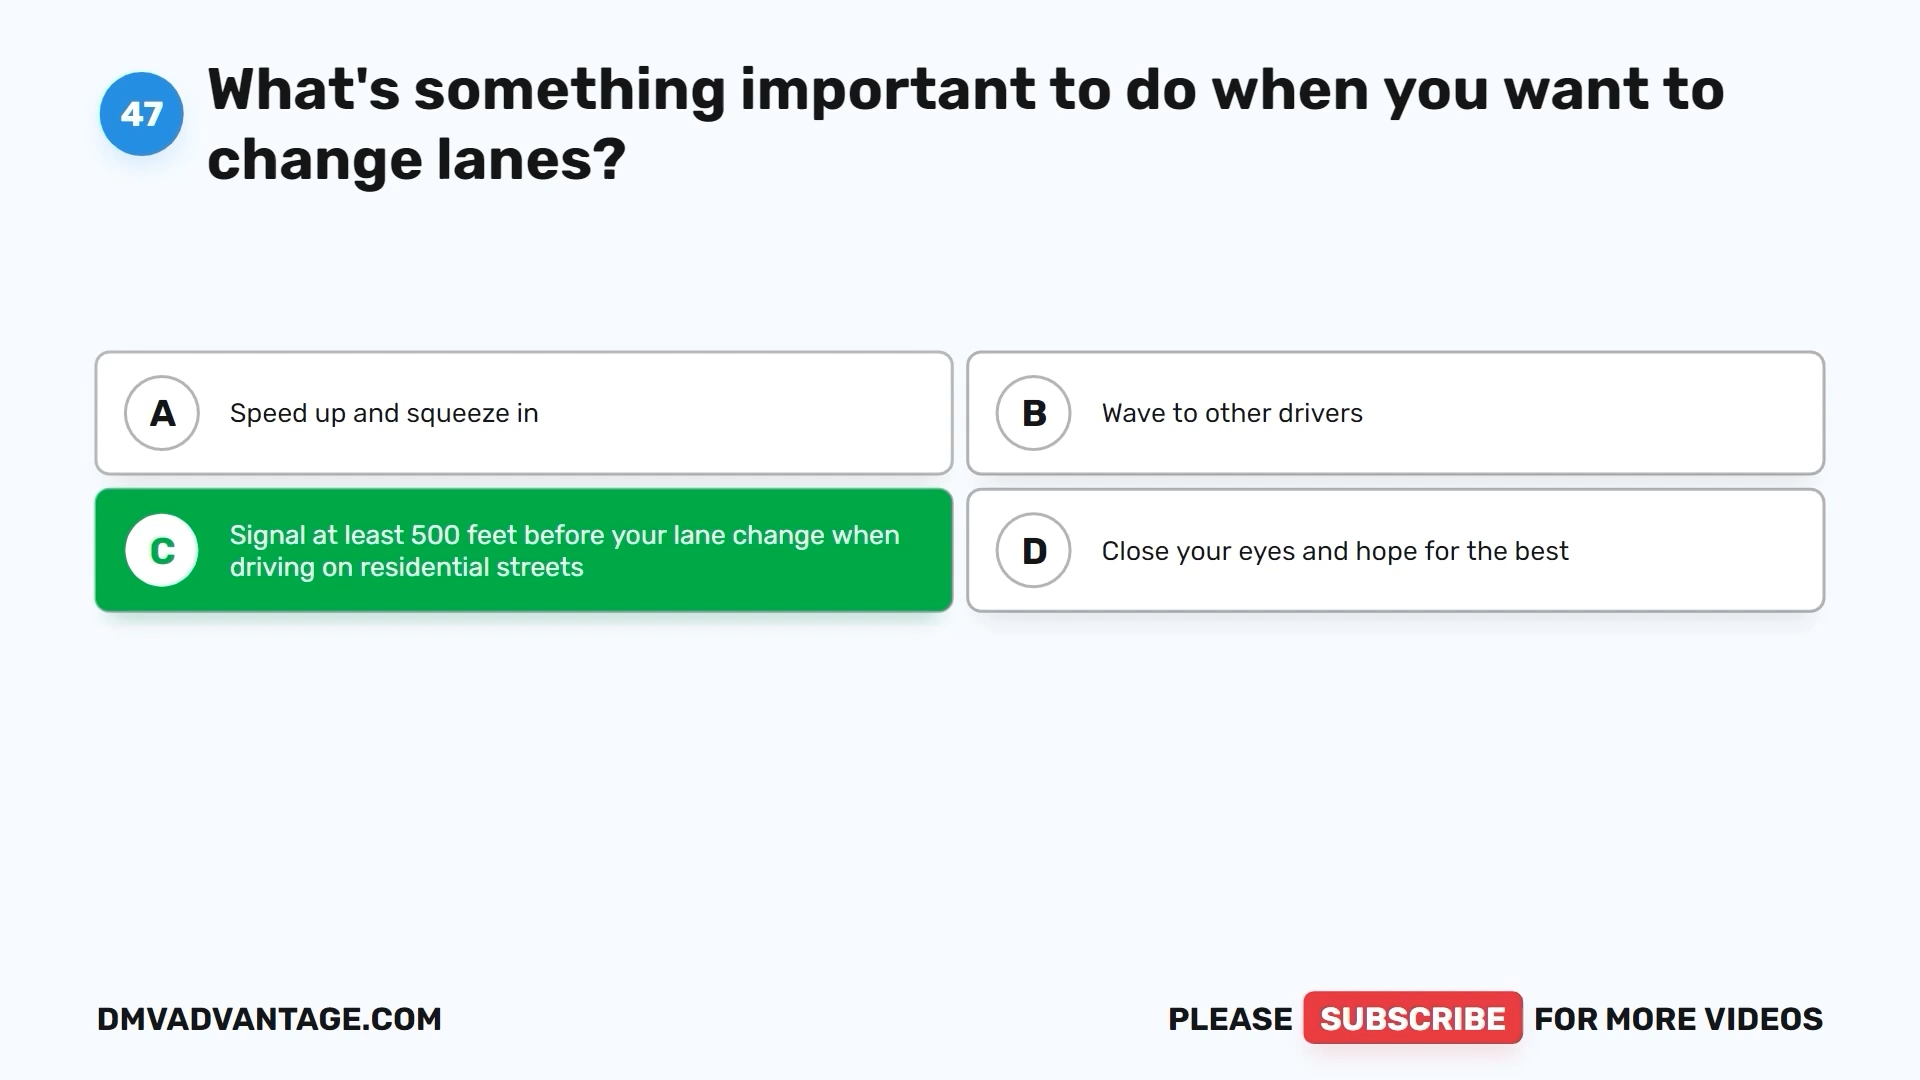 47
What's something important to do when you want to
change lanes?
A
Speed up and squeeze in
B
Wave to other drivers
C
Signal at least 500 feet before your lane change when
driving on residential streets
D
Close your eyes and hope for the best
DMVADVANTAGE.COM
PLEASE SUBSCRIBE FOR MORE VIDEOS